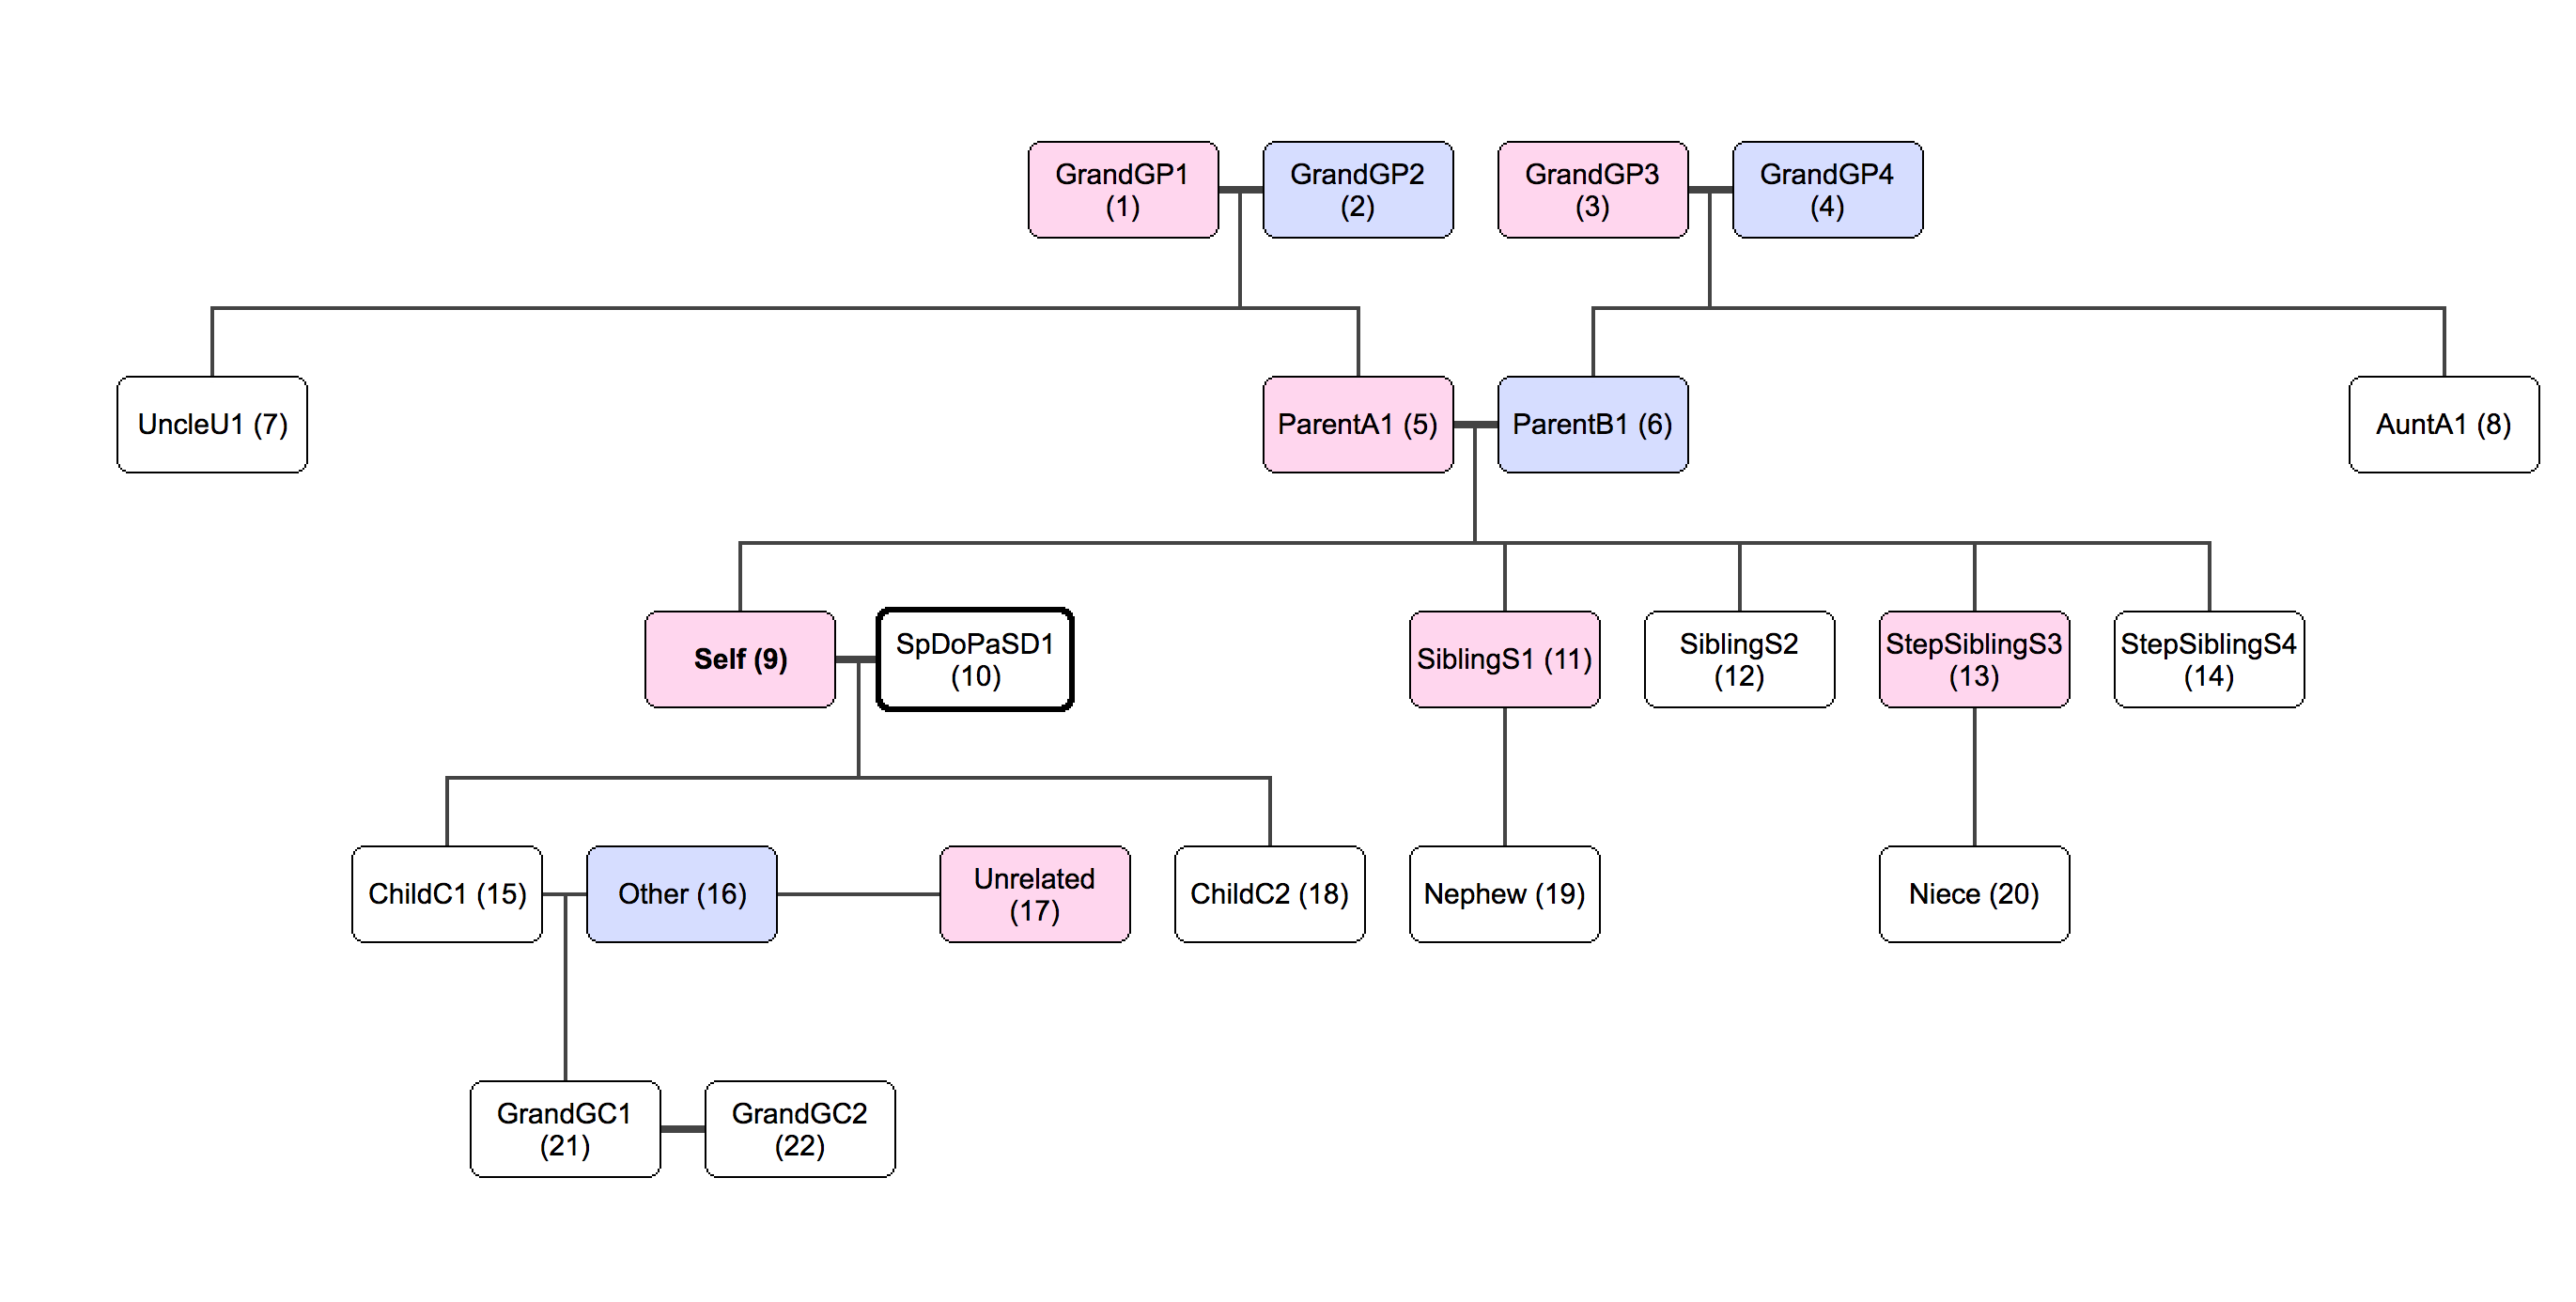 GrandGP1
(1)
GrandGP2
(2)
GrandGP3
(3)
GrandGP4
(4)
UncleU1 (7)
ParentA1 (5)
ParentB1 (6)
AuntA1 (8)
Self (9)
SpDoPaSD1
(10)
SiblingS1 (11)
SiblingS2
(12)
StepSiblingS3
(13)
StepSiblingS4
(14)
ChildC1 (15)
Other (16)
Unrelated
(17)
ChildC2 (18)
Nephew (19)
Niece (20)
GrandGC1
(21)
GrandGC2
(22)